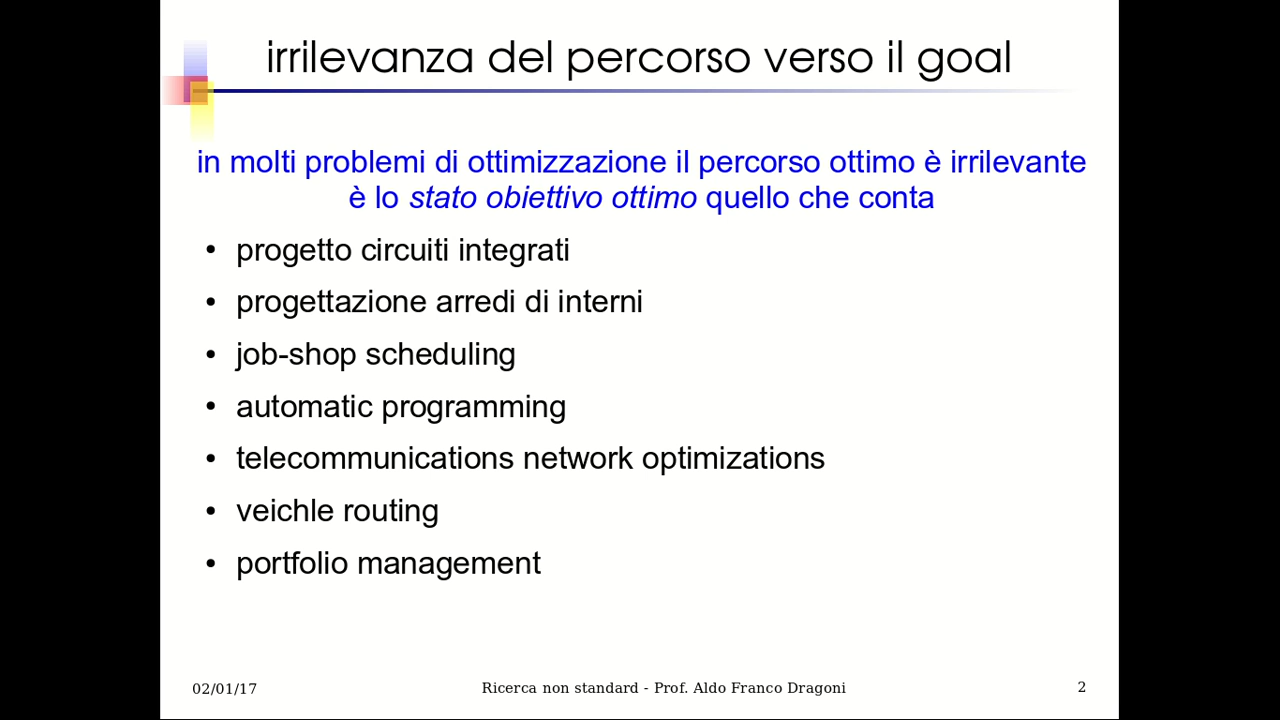 irrilevanza del percorso verso il goal
in molti problemi di ottimizzazione il percorso ottimo è irrilevante
è lo stato obiettivo ottimo quello che conta
• progetto circuiti integrati
• progettazione arredi di interni
• job-shop scheduling
• automatic programming
• telecommunications network optimizations
• veichle routing
• portfolio management
02/01/17 Ricerca non standard - Prof. Aldo Franco Dragoni 2